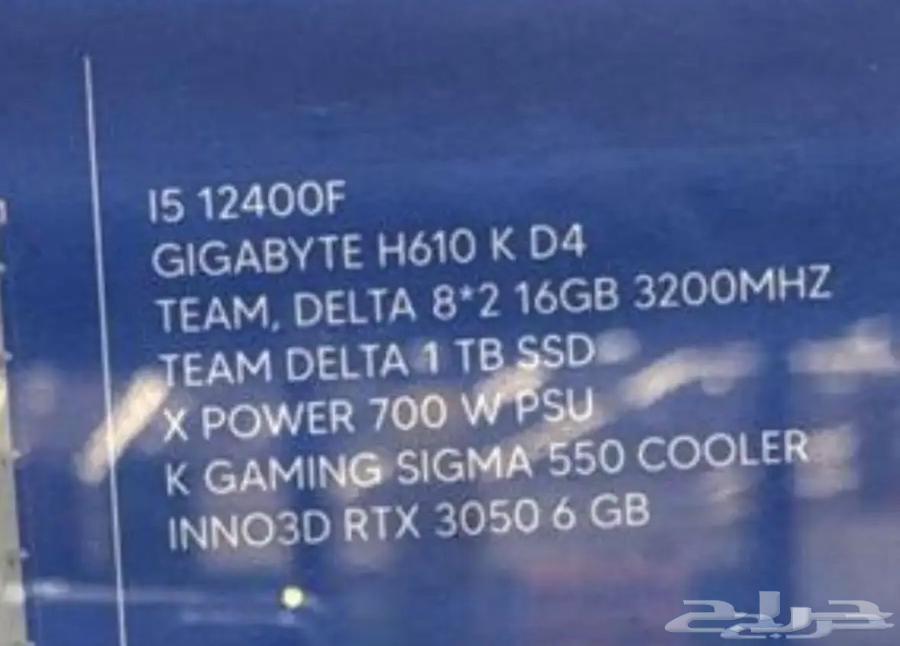 I5 12400F
GIGABYTE H610 K D4
TEAM, DELTA 8*2 16GB 3200MHZ
TEAM DELTA 1 TB SSD
X POWER 700 W PSU
K GAMING SIGMA 550 COOLER
INNO3D RTX 3050 6 GB
حراج